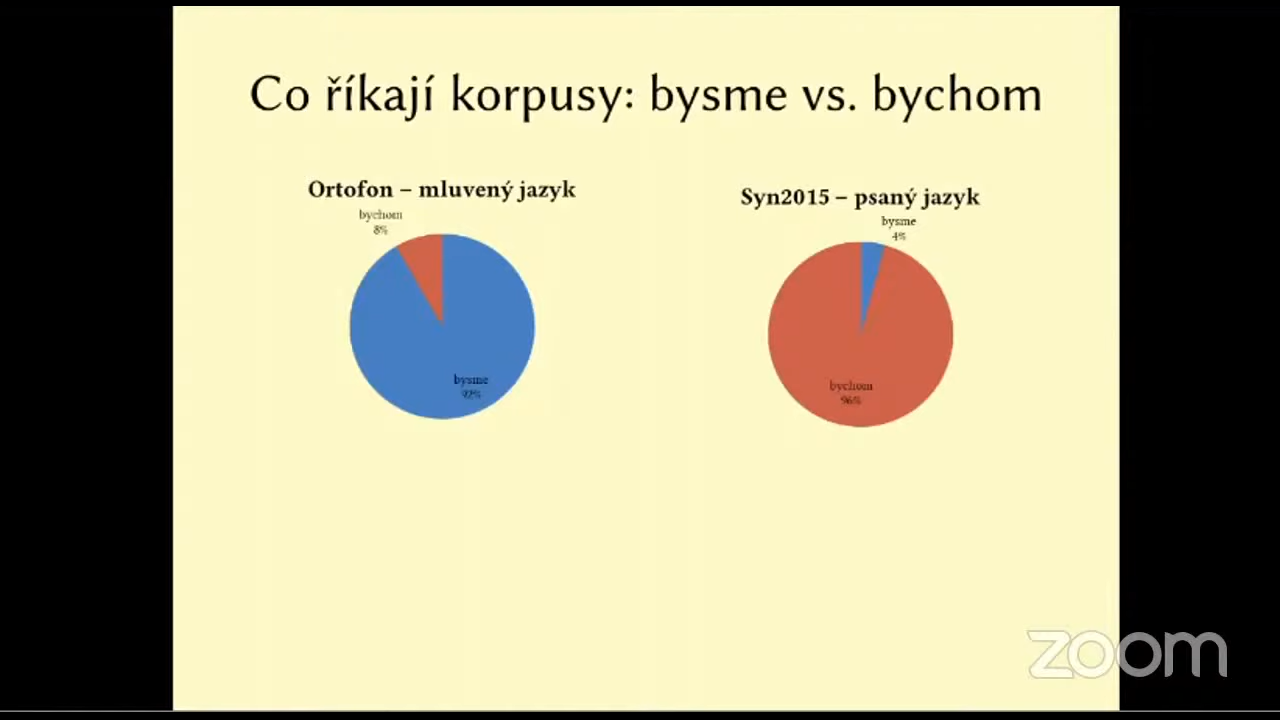 Co říkají korpusy: bysme vs. bychom
Ortofon – mluvený jazyk
bychom
8%
bysme
92%
Syn2015 – psaný jazyk
bysme
4%
bychom
96%
zoom